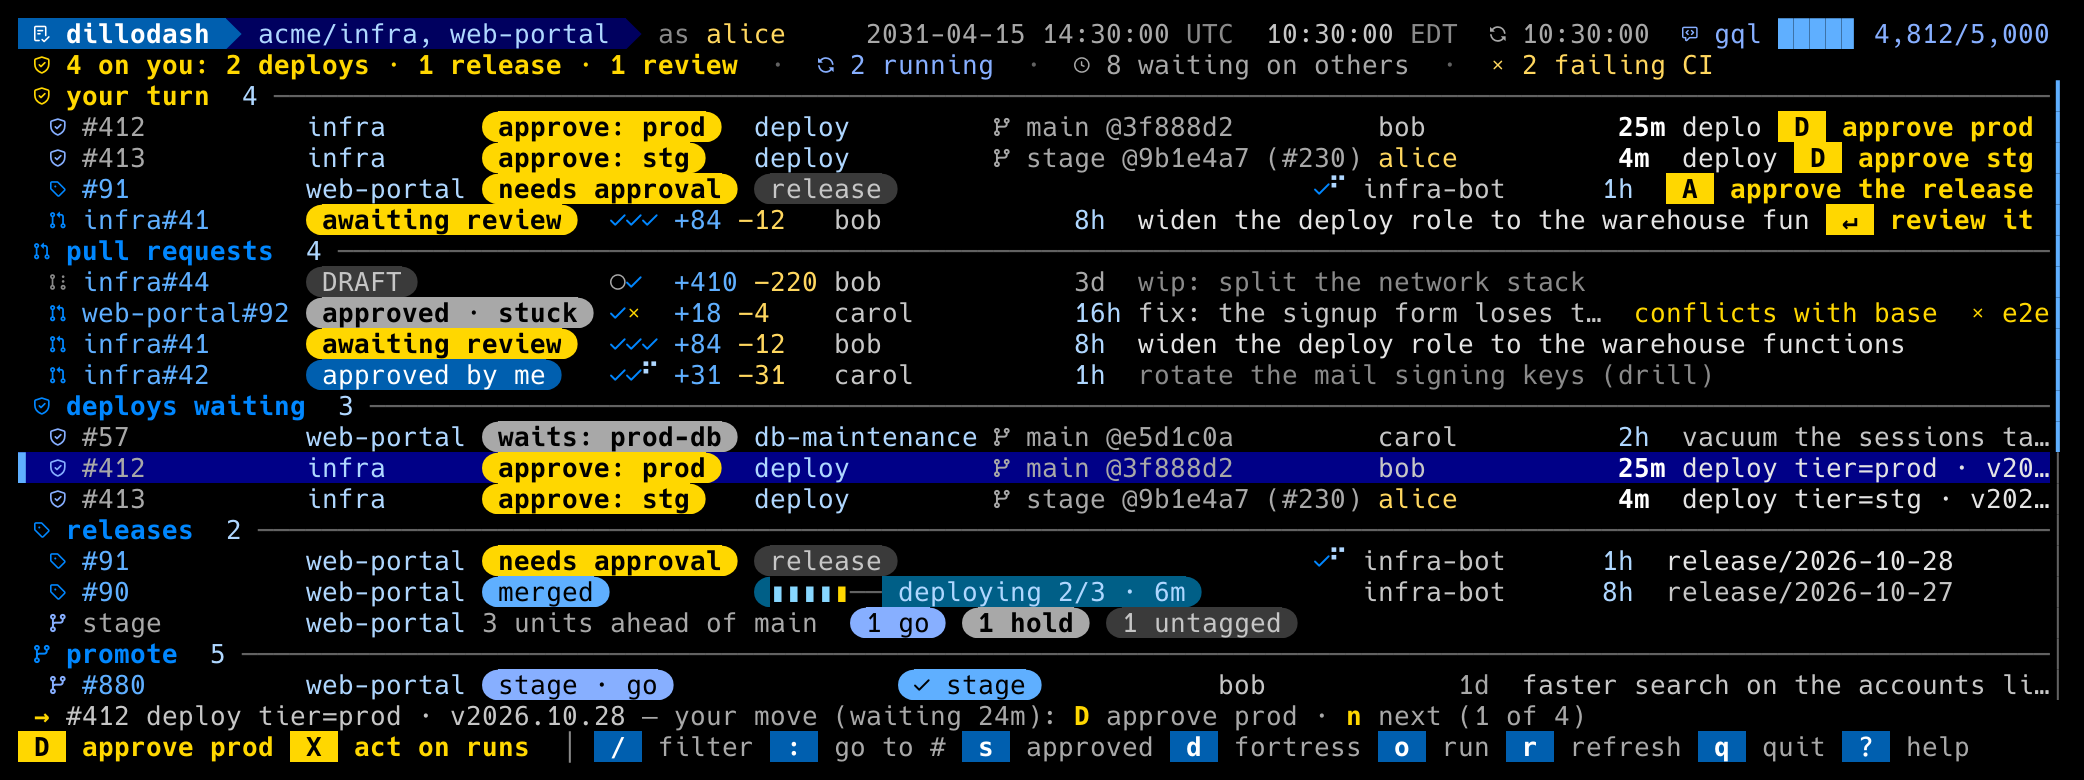 dillodash acme/infra, web-portal as alice 2031-04-15 14:30:00 UTC 10:30:00 EDT 10:30:00 gql 4,812/5,000
4 on you: 2 deploys · 1 release · 1 review · 2 running · 8 waiting on others · × 2 failing CI
your turn 4
#412 infra approve: prod deploy main @3f888d2 bob 25m deplo D approve prod
#413 infra approve: stg deploy stage @9b1e4a7 (#230) alice 4m deploy D approve stg
#91 web-portal needs approval release ✓ infra-bot 1h A approve the release
infra#41 awaiting review ✓✓✓ +84 −12 bob 8h widen the deploy role to the warehouse fun ↵ review it
pull requests 4
infra#44 DRAFT ○✓ +410 −220 bob 3d wip: split the network stack
web-portal#92 approved · stuck ✓× +18 −4 carol 16h fix: the signup form loses t… conflicts with base × e2e
infra#41 awaiting review ✓✓✓ +84 −12 bob 8h widen the deploy role to the warehouse functions
infra#42 approved by me ✓✓ +31 −31 carol 1h rotate the mail signing keys (drill)
deploys waiting 3
#57 web-portal waits: prod-db db-maintenance main @e5d1c0a carol 2h vacuum the sessions ta…
#412 infra approve: prod deploy main @3f888d2 bob 25m deploy tier=prod · v20…
#413 infra approve: stg deploy stage @9b1e4a7 (#230) alice 4m deploy tier=stg · v202…
releases 2
#91 web-portal needs approval release ✓ infra-bot 1h release/2026-10-28
#90 web-portal merged deploying 2/3 · 6m infra-bot 8h release/2026-10-27
stage web-portal 3 units ahead of main 1 go 1 hold 1 untagged
promote 5
#880 web-portal stage · go ✓ stage bob 1d faster search on the accounts li…
→ #412 deploy tier=prod · v2026.10.28 — your move (waiting 24m): D approve prod · n next (1 of 4)
D approve prod X act on runs │ / filter : go to # s approved d fortress o run r refresh q quit ? help